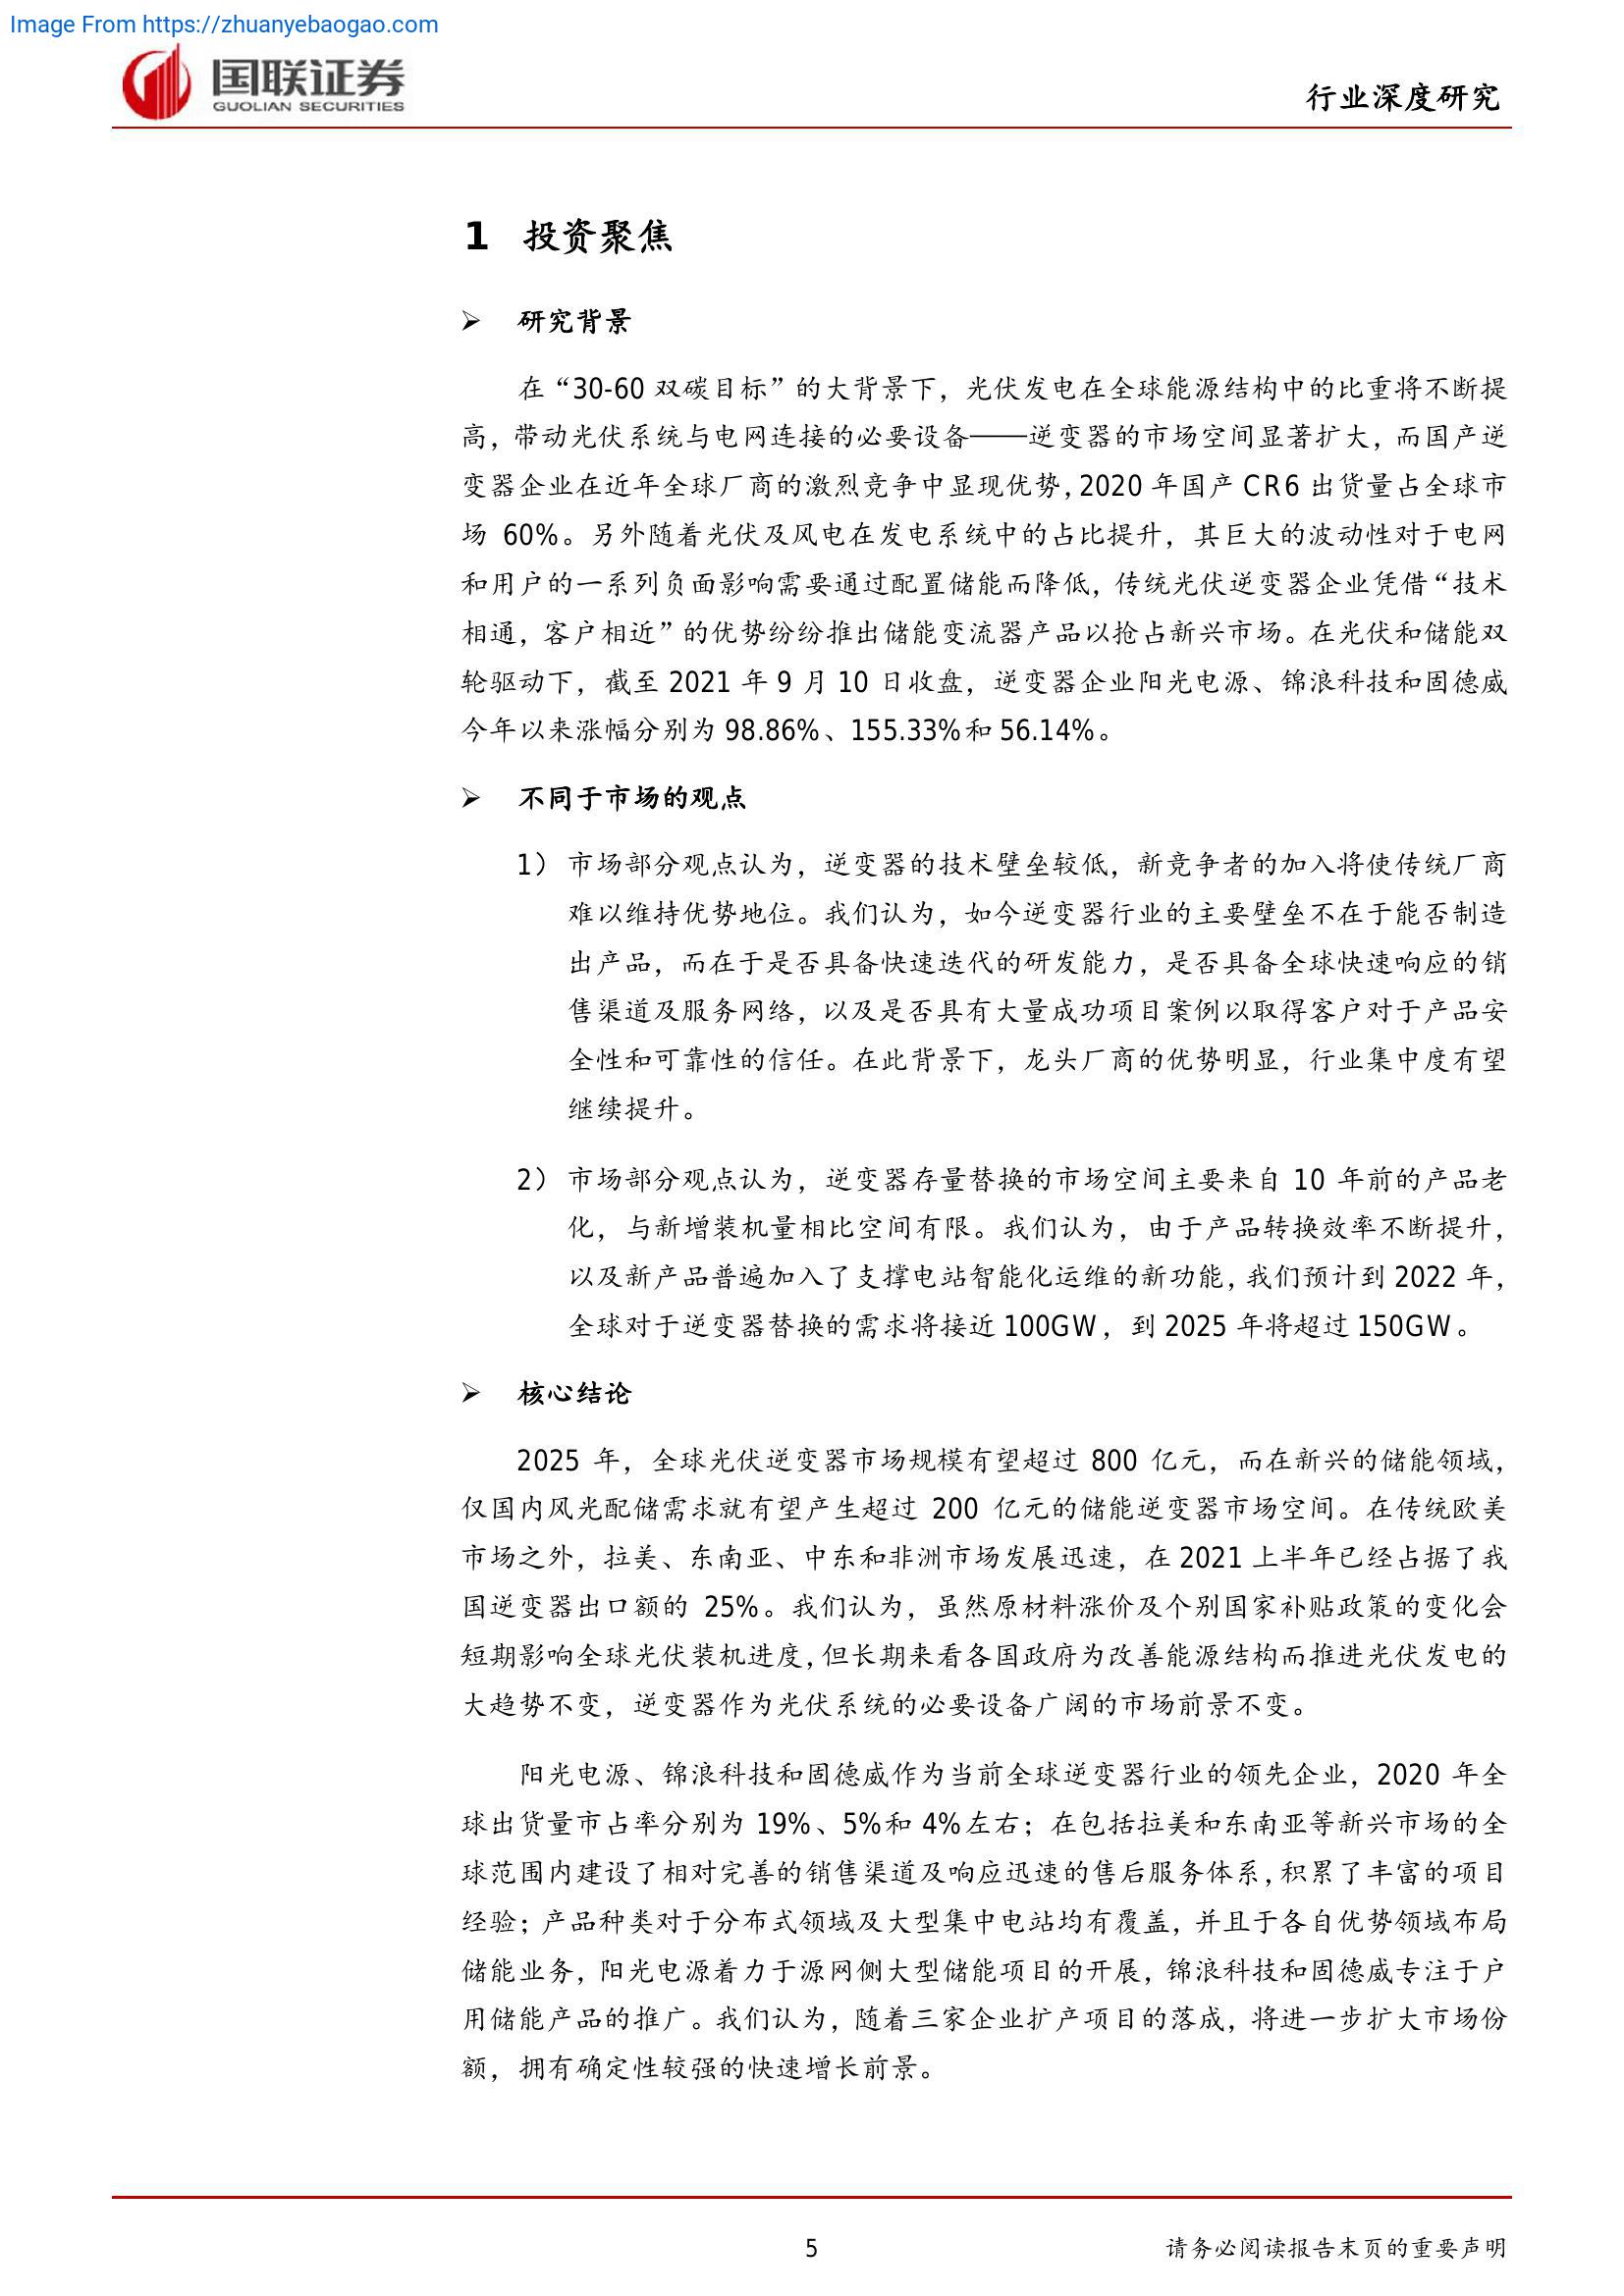 Image From https://zhuanyebaogao.com
国联证券
GUOLIAN SECURITIES
行业深度研究
1 投资聚焦
➢ 研究背景
在“30-60 双碳目标”的大背景下，光伏发电在全球能源结构中的比重将不断提
高，带动光伏系统与电网连接的必要设备——逆变器的市场空间显著扩大，而国产逆
变器企业在近年全球厂商的激烈竞争中显现优势，2020 年国产 CR6 出货量占全球市
场 60%。另外随着光伏及风电在发电系统中的占比提升，其巨大的波动性对于电网
和用户的一系列负面影响需要通过配置储能而降低，传统光伏逆变器企业凭借“技术
相通，客户相近”的优势纷纷推出储能变流器产品以抢占新兴市场。在光伏和储能双
轮驱动下，截至 2021 年 9 月 10 日收盘，逆变器企业阳光电源、锦浪科技和固德威
今年以来涨幅分别为 98.86%、155.33%和 56.14%。
➢ 不同于市场的观点
1） 市场部分观点认为，逆变器的技术壁垒较低，新竞争者的加入将使传统厂商
难以维持优势地位。我们认为，如今逆变器行业的主要壁垒不在于能否制造
出产品，而在于是否具备快速迭代的研发能力，是否具备全球快速响应的销
售渠道及服务网络，以及是否具有大量成功项目案例以取得客户对于产品安
全性和可靠性的信任。在此背景下，龙头厂商的优势明显，行业集中度有望
继续提升。
2） 市场部分观点认为，逆变器存量替换的市场空间主要来自 10 年前的产品老
化，与新增装机量相比空间有限。我们认为，由于产品转换效率不断提升，
以及新产品普遍加入了支撑电站智能化运维的新功能，我们预计到 2022 年，
全球对于逆变器替换的需求将接近 100GW，到 2025 年将超过 150GW。
➢ 核心结论
2025 年，全球光伏逆变器市场规模有望超过 800 亿元，而在新兴的储能领域，
仅国内风光配储需求就有望产生超过 200 亿元的储能逆变器市场空间。在传统欧美
市场之外，拉美、东南亚、中东和非洲市场发展迅速，在 2021 上半年已经占据了我
国逆变器出口额的 25%。我们认为，虽然原材料涨价及个别国家补贴政策的变化会
短期影响全球光伏装机进度，但长期来看各国政府为改善能源结构而推进光伏发电的
大趋势不变，逆变器作为光伏系统的必要设备广阔的市场前景不变。
阳光电源、锦浪科技和固德威作为当前全球逆变器行业的领先企业，2020 年全
球出货量市占率分别为 19%、5%和 4%左右；在包括拉美和东南亚等新兴市场的全
球范围内建设了相对完善的销售渠道及响应迅速的售后服务体系，积累了丰富的项目
经验；产品种类对于分布式领域及大型集中电站均有覆盖，并且于各自优势领域布局
储能业务，阳光电源着力于源网侧大型储能项目的开展，锦浪科技和固德威专注于户
用储能产品的推广。我们认为，随着三家企业扩产项目的落成，将进一步扩大市场份
额，拥有确定性较强的快速增长前景。
5
请务必阅读报告末页的重要声明